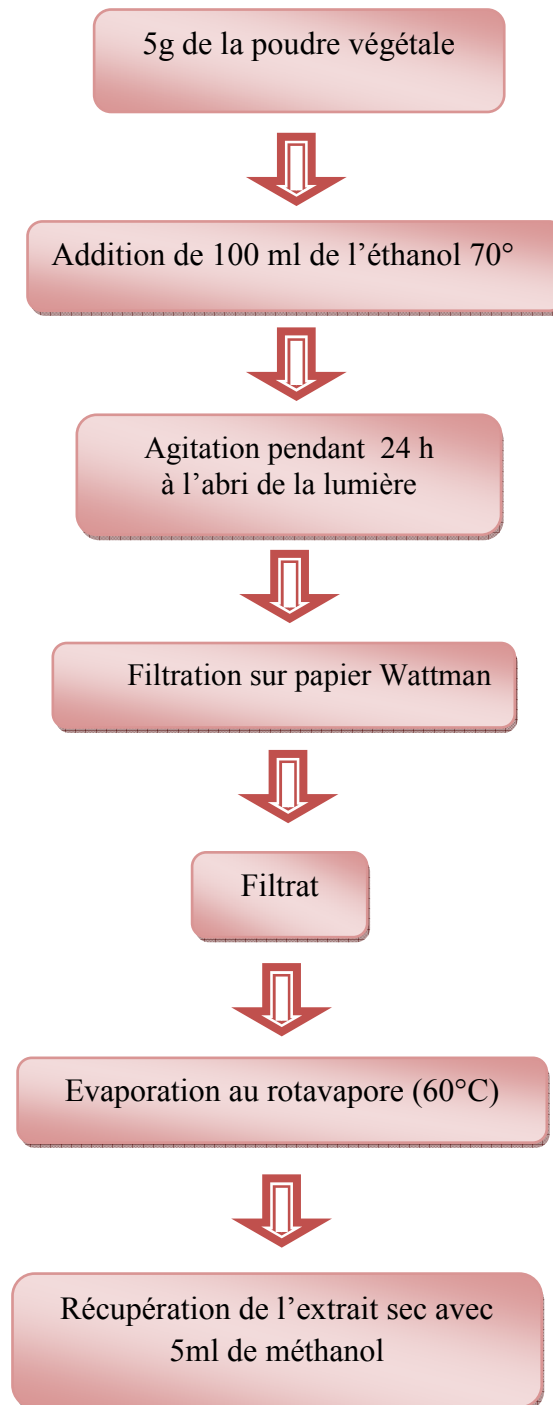 5g de la poudre végétale
Addition de 100 ml de l’éthanol 70°
Agitation pendant 24 h
à l’abri de la lumière
Filtration sur papier Wattman
Filtrat
Evaporation au rotavapore (60°C)
Récupération de l’extrait sec avec
5ml de méthanol